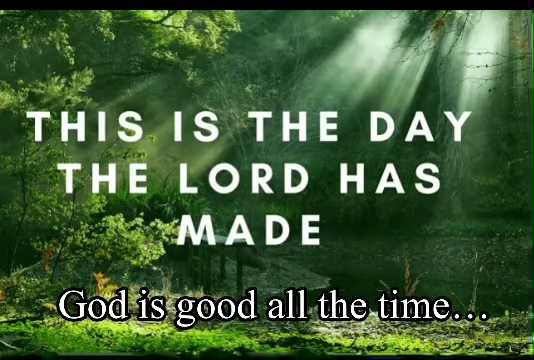 THIS IS THE DAY
THE LORD HAS
MADE
God is good all the time...